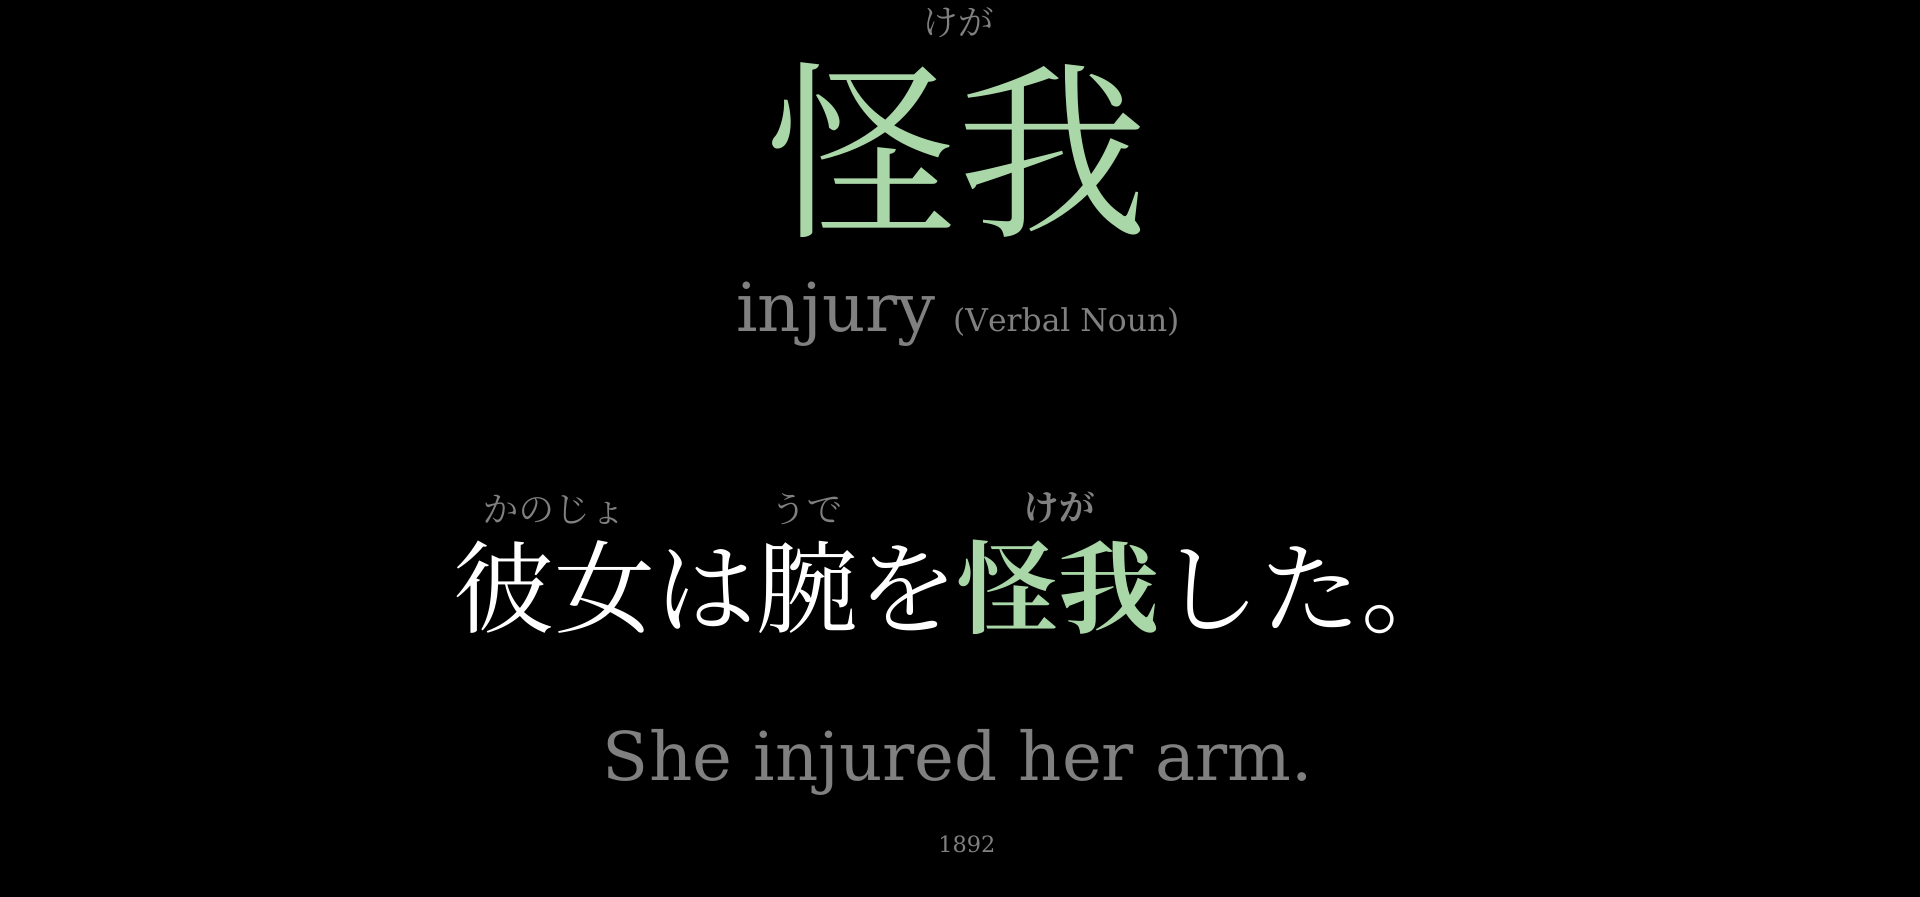 けが
怪我
injury (Verbal Noun)
かのじょ うで けが
彼女は腕を怪我した。
She injured her arm.
1892